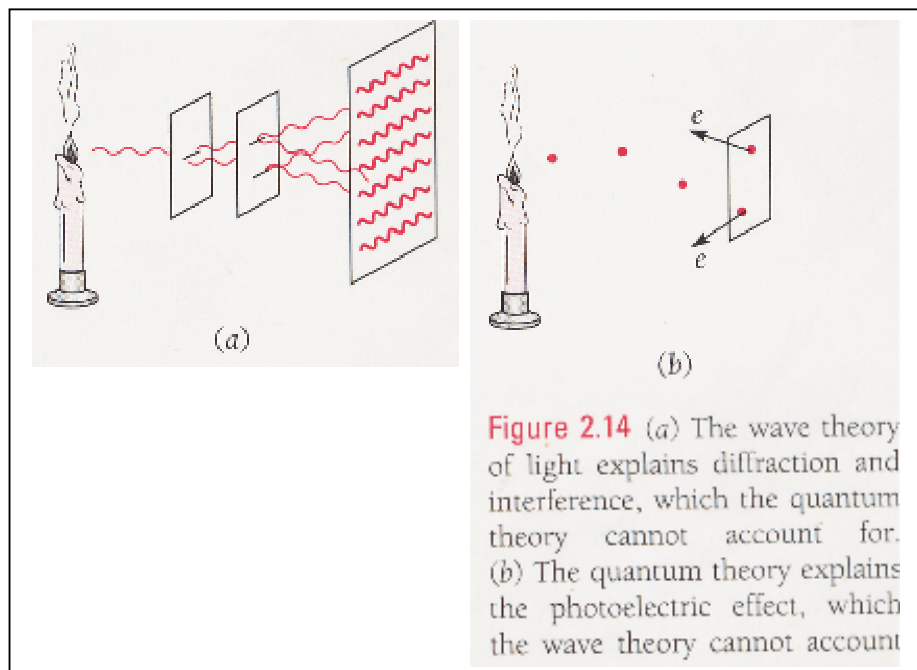 (a)
e
e
(b)
Figure 2.14 (a) The wave theory
of light explains diffraction and
interference, which the quantum
theory cannot account for.
(b) The quantum theory explains
the photoelectric effect, which
the wave theory cannot account